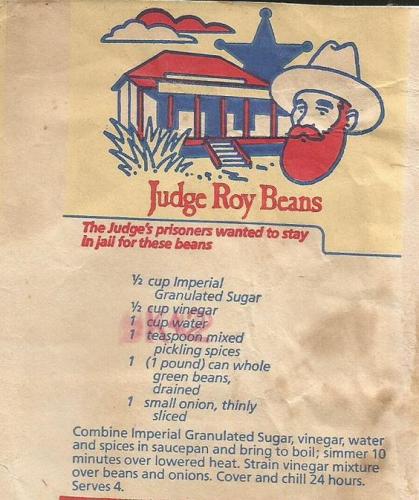 Judge Roy Beans
The Judge's prisoners wanted to stay
in jail for these beans
½ cup Imperial
Granulated Sugar
½ cup vinegar
1 cup water
1 teaspoon mixed
pickling spices
1 (1 pound) can whole
green beans,
drained
1 small onion, thinly
sliced
Combine Imperial Granulated Sugar, vinegar, water
and spices in saucepan and bring to boil; simmer 10
minutes over lowered heat. Strain vinegar mixture
over beans and onions. Cover and chill 24 hours.
Serves 4.